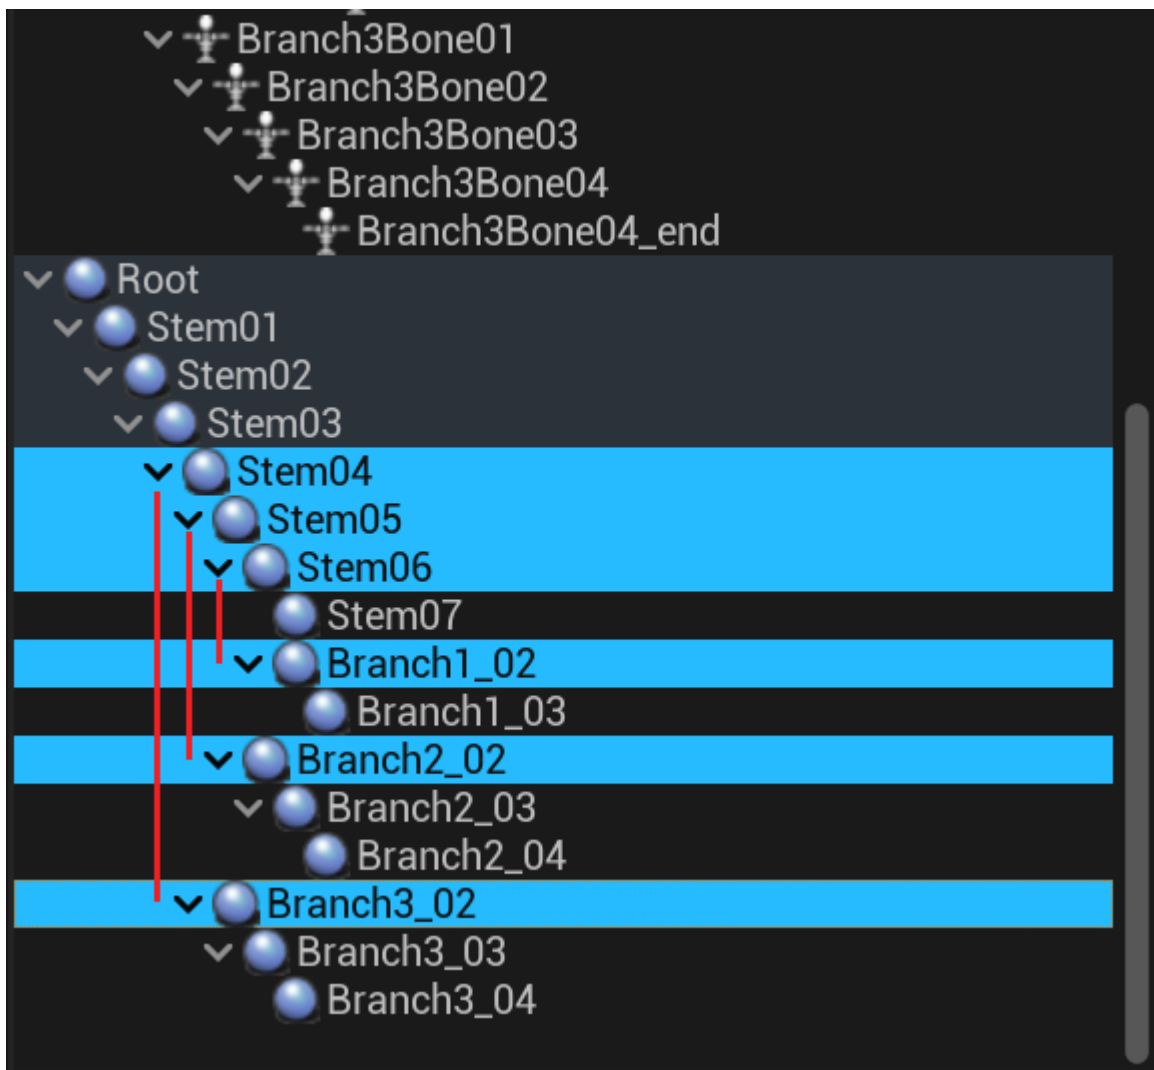 Branch3Bone01
Branch3Bone02
Branch3Bone03
Branch3Bone04
Branch3Bone04_end
Root
Stem01
Stem02
Stem03
Stem04
Stem05
Stem06
Stem07
Branch1_02
Branch1_03
Branch2_02
Branch2_03
Branch2_04
Branch3_02
Branch3_03
Branch3_04